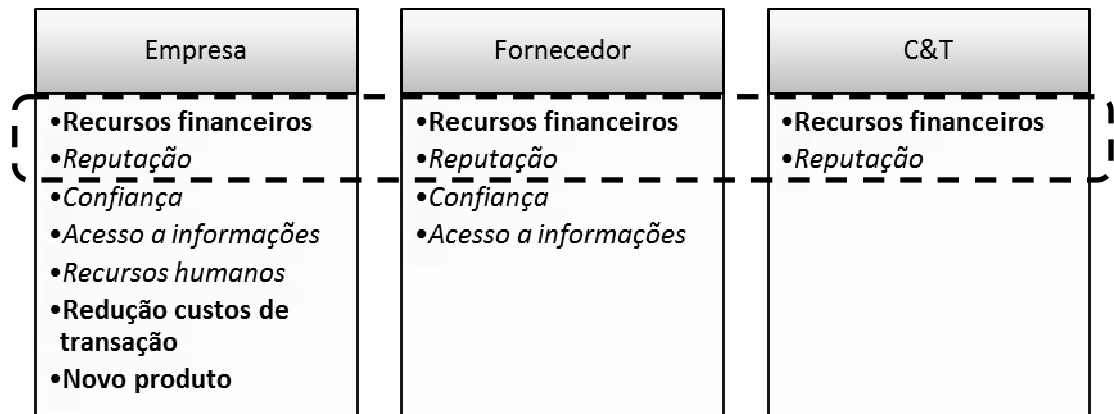 Empresa
•Recursos financeiros
•Reputação
•Confiança
•Acesso a informações
•Recursos humanos
•Redução custos de
transação
•Novo produto
Fornecedor
•Recursos financeiros
•Reputação
•Confiança
•Acesso a informações
C&T
•Recursos financeiros
•Reputação